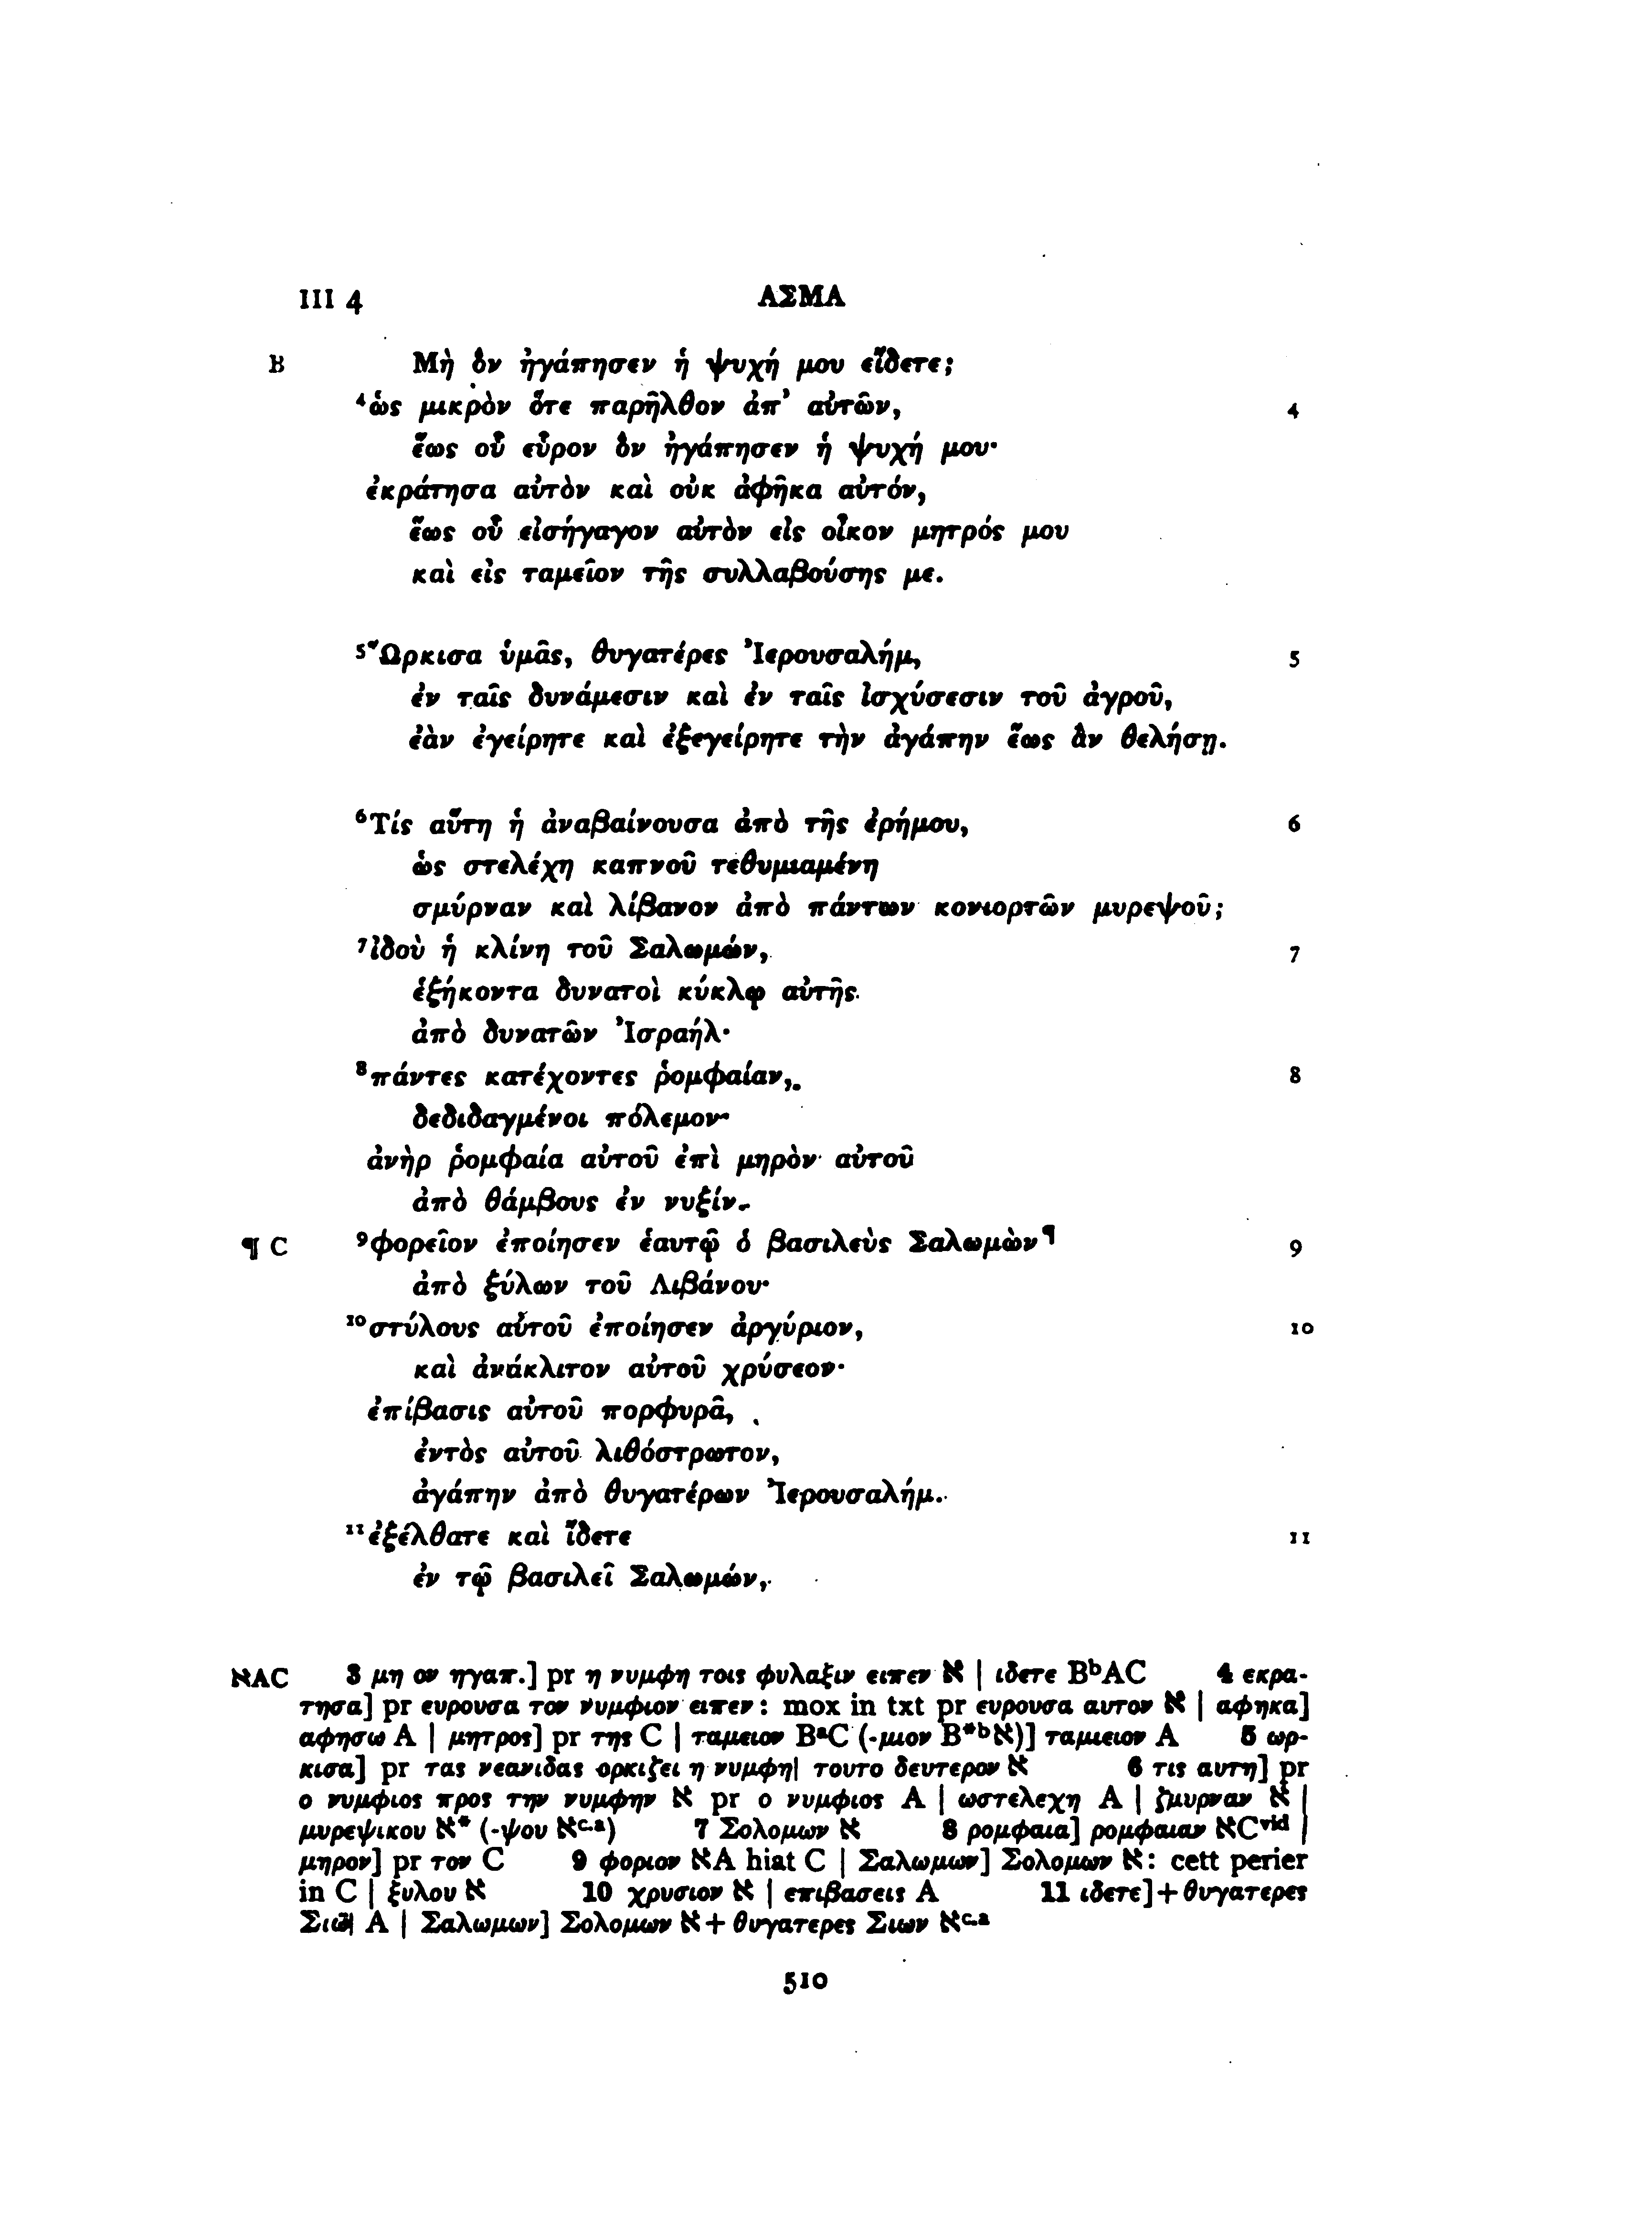 III 4 ΑΣΜΑ
B Μὴ ὃν ἠγάπησεν ἡ ψυχή μου εἴδετε;
⁴ὡς μικρὸν ὅτε παρῆλθον ἀπ’ αὐτῶν, 4
ἕως οὗ εὗρον ὃν ἠγάπησεν ἡ ψυχή μου·
ἐκράτησα αὐτὸν καὶ οὐκ ἀφῆκα αὐτόν,
ἕως οὗ εἰσήγαγον αὐτὸν εἰς οἶκον μητρός μου
καὶ εἰς ταμεῖον τῆς συλλαβούσης με.
⁵Ὥρκισα ὑμᾶς, θυγατέρες Ἰερουσαλήμ, 5
ἐν ταῖς δυνάμεσιν καὶ ἐν ταῖς ἰσχύσεσιν τοῦ ἀγροῦ,
ἐὰν ἐγείρητε καὶ ἐξεγείρητε τὴν ἀγάπην ἕως ἂν θελήσῃ.
⁶Τίς αὕτη ἡ ἀναβαίνουσα ἀπὸ τῆς ἐρήμου, 6
ὡς στελέχη καπνοῦ τεθυμιαμένη
σμύρναν καὶ λίβανον ἀπὸ πάντων κονιορτῶν μυρεψοῦ;
⁷ἰδοὺ ἡ κλίνη τοῦ Σαλωμών, 7
ἑξήκοντα δυνατοὶ κύκλῳ αὐτῆς
ἀπὸ δυνατῶν Ἰσραήλ·
⁸πάντες κατέχοντες ῥομφαίαν, 8
δεδιδαγμένοι πόλεμον·
ἀνὴρ ῥομφαία αὐτοῦ ἐπὶ μηρὸν αὐτοῦ
ἀπὸ θάμβους ἐν νυξίν.
¶ C ⁹φορεῖον ἐποίησεν ἑαυτῷ ὁ βασιλεὺς Σαλωμὼν¶ 9
ἀπὸ ξύλων τοῦ Λιβάνου·
¹⁰στύλους αὐτοῦ ἐποίησεν ἀργύριον, 10
καὶ ἀνάκλιτον αὐτοῦ χρύσεον·
ἐπίβασις αὐτοῦ πορφυρᾶ,
ἐντὸς αὐτοῦ λιθόστρωτον,
ἀγάπην ἀπὸ θυγατέρων Ἰερουσαλήμ.
¹¹ἐξέλθατε καὶ ἴδετε 11
ἐν τῷ βασιλεῖ Σαλωμών,
אAC 3 μη ον ηγαπ.] pr η νυμφη τοις φυλαξιν ειπεν א | ιδετε BᵇAC 4 εκρα-
τησα] pr ευρουσα τον νυμφιον ειπεν: mox in txt pr ευρουσα αυτον א | αφηκα]
αφησω A | μητρος] pr της C | ταμειον BᵃC (-μιον B*ᵇא)] ταμιειον A 5 ωρ-
κισα] pr τας νεανιδας ορκιζει η νυμφη| τουτο δευτερον א 6 τις αυτη] pr
ο νυμφιος προς την νυμφην א pr ο νυμφιος A | ωστελεχη A | ζμυρναν א |
μυρεψικου א* (-ψου אᶜ·ᵃ) 7 Σολομων א 8 ρομφαια] ρομφαιαν אCᵛⁱᵈ |
μηρον] pr τον C 9 φοριον אA hiat C | Σαλωμων] Σολομων א: cett perier
in C | ξυλου א 10 χρυσιον א | επιβασεις A 11 ιδετε]+θυγατερες
Σιων A | Σαλωμων] Σολομων א+θυγατερες Σιων אᶜ·ᵃ
510